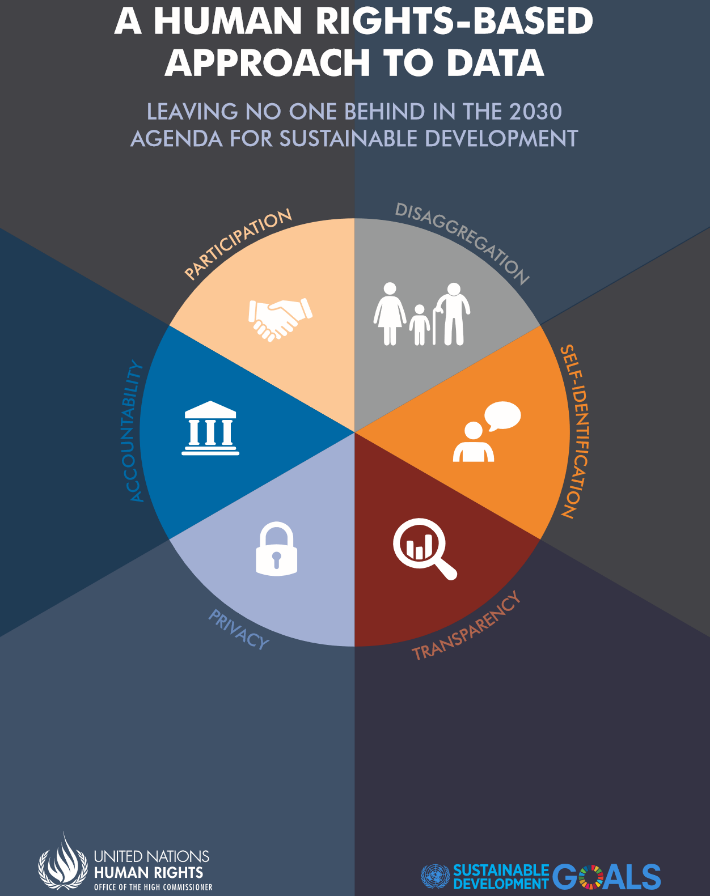 A HUMAN RIGHTS-BASED
APPROACH TO DATA
LEAVING NO ONE BEHIND IN THE 2030
AGENDA FOR SUSTAINABLE DEVELOPMENT
PARTICIPATION
DISAGGREGATION
ACCOUNTABILITY
SELF-IDENTIFICATION
PRIVACY
TRANSPARENCY
UNITED NATIONS
HUMAN RIGHTS
OFFICE OF THE HIGH COMMISSIONER
SUSTAINABLE
DEVELOPMENT
GOALS